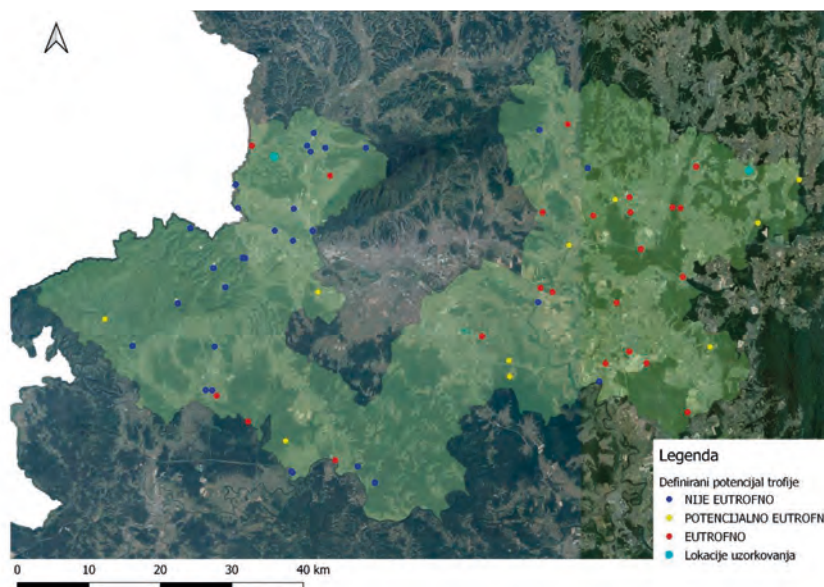 Legenda
Definirani potencijal trofije
NIJE EUTROFNO
POTENCIJALNO EUTROFN
EUTROFNO
Lokacije uzorkovanja
0 10 20 30 40 km